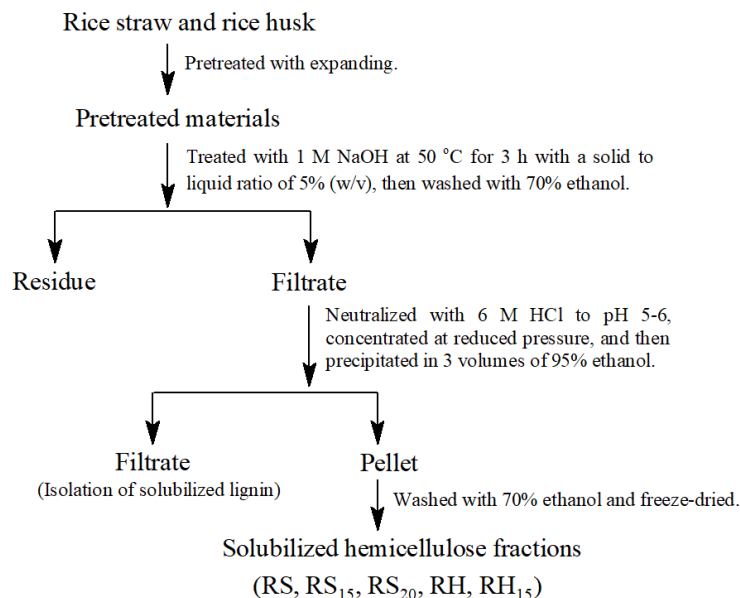 Rice straw and rice husk
Pretreated with expanding.
Pretreated materials
Treated with 1 M NaOH at 50 °C for 3 h with a solid to
liquid ratio of 5% (w/v), then washed with 70% ethanol.
Residue
Filtrate
Neutralized with 6 M HCl to pH 5-6,
concentrated at reduced pressure, and then
precipitated in 3 volumes of 95% ethanol.
Filtrate
(Isolation of solubilized lignin)
Pellet
Washed with 70% ethanol and freeze-dried.
Solubilized hemicellulose fractions
(RS, RS₁₅, RS₂₀, RH, RH₁₅)